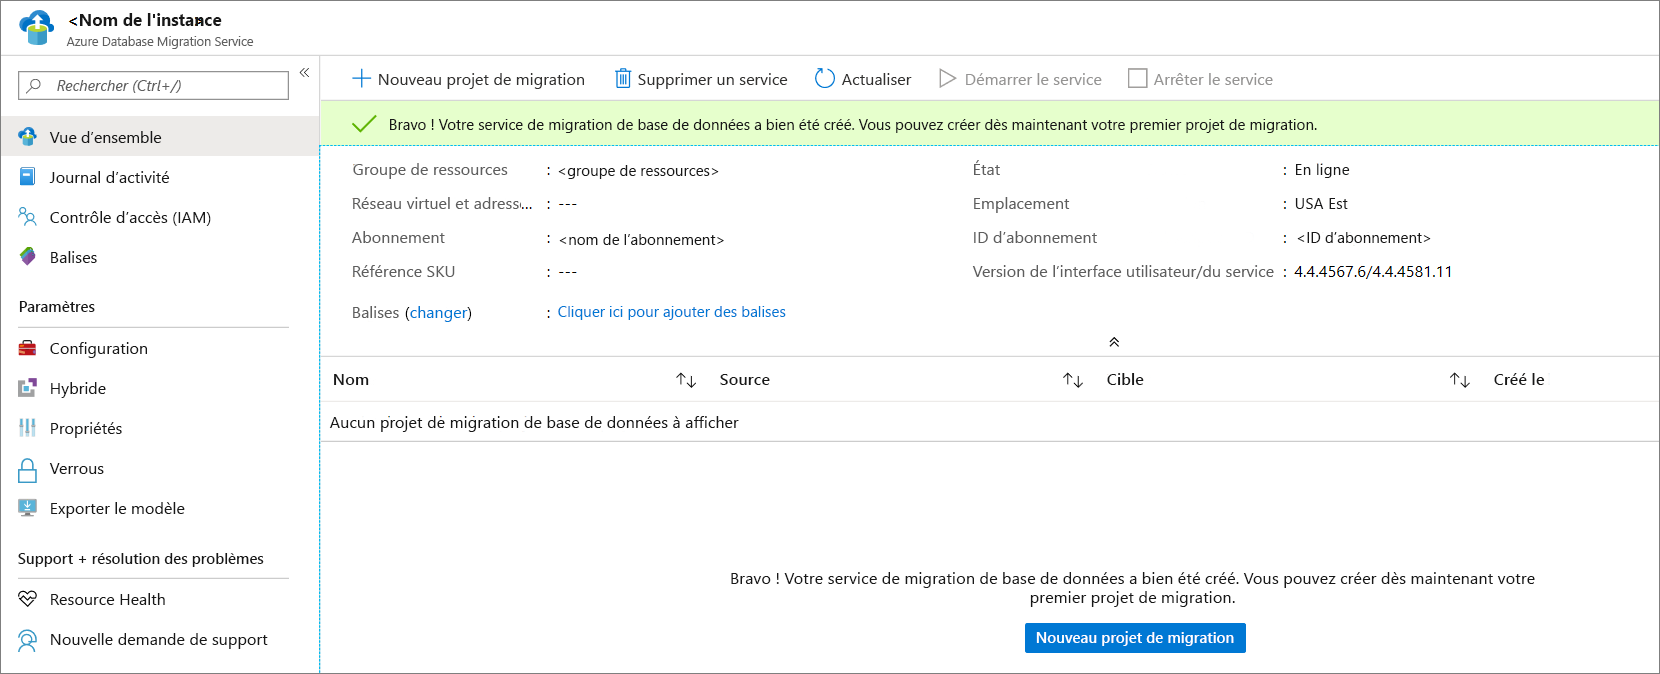 <Nom de l'instance
Azure Database Migration Service
Rechercher (Ctrl+/)
«
Nouveau projet de migration
Supprimer un service
Actualiser
Démarrer le service
Arrêter le service
Bravo ! Votre service de migration de base de données a bien été créé. Vous pouvez créer dès maintenant votre premier projet de migration.
Vue d'ensemble
Journal d'activité
Contrôle d'accès (IAM)
Balises
Paramètres
Configuration
Hybride
Propriétés
Verrous
Exporter le modèle
Support + résolution des problèmes
Resource Health
Nouvelle demande de support
Groupe de ressources : <groupe de ressources>
Réseau virtuel et adress... : ---
Abonnement : <nom de l'abonnement>
Référence SKU : ---
Balises (changer) : Cliquer ici pour ajouter des balises
État : En ligne
Emplacement : USA Est
ID d'abonnement : <ID d'abonnement>
Version de l'interface utilisateur/du service : 4.4.4567.6/4.4.4581.11
Nom Source Cible Créé le
Aucun projet de migration de base de données à afficher
Bravo ! Votre service de migration de base de données a bien été créé. Vous pouvez créer dès maintenant votre
premier projet de migration.
Nouveau projet de migration